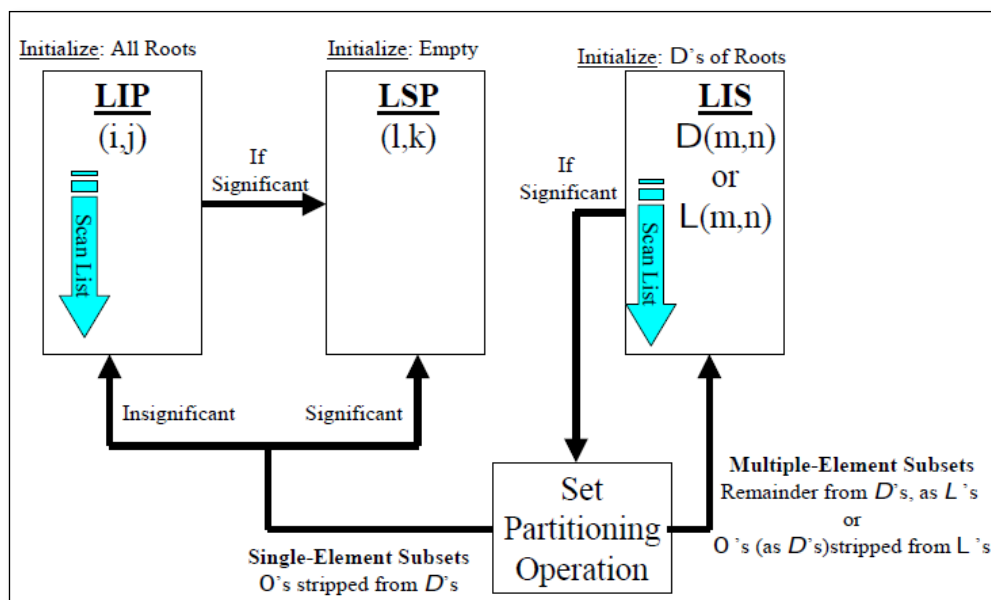 Initialize: All Roots
LIP
(i,j)
Scan List
If
Significant
Initialize: Empty
LSP
(l,k)
Initialize: D's of Roots
LIS
D(m,n)
or
L(m,n)
Scan List
If
Significant
Insignificant
Significant
Single-Element Subsets
O's stripped from D's
Set
Partitioning
Operation
Multiple-Element Subsets
Remainder from D's, as L 's
or
O 's (as D's)stripped from L 's